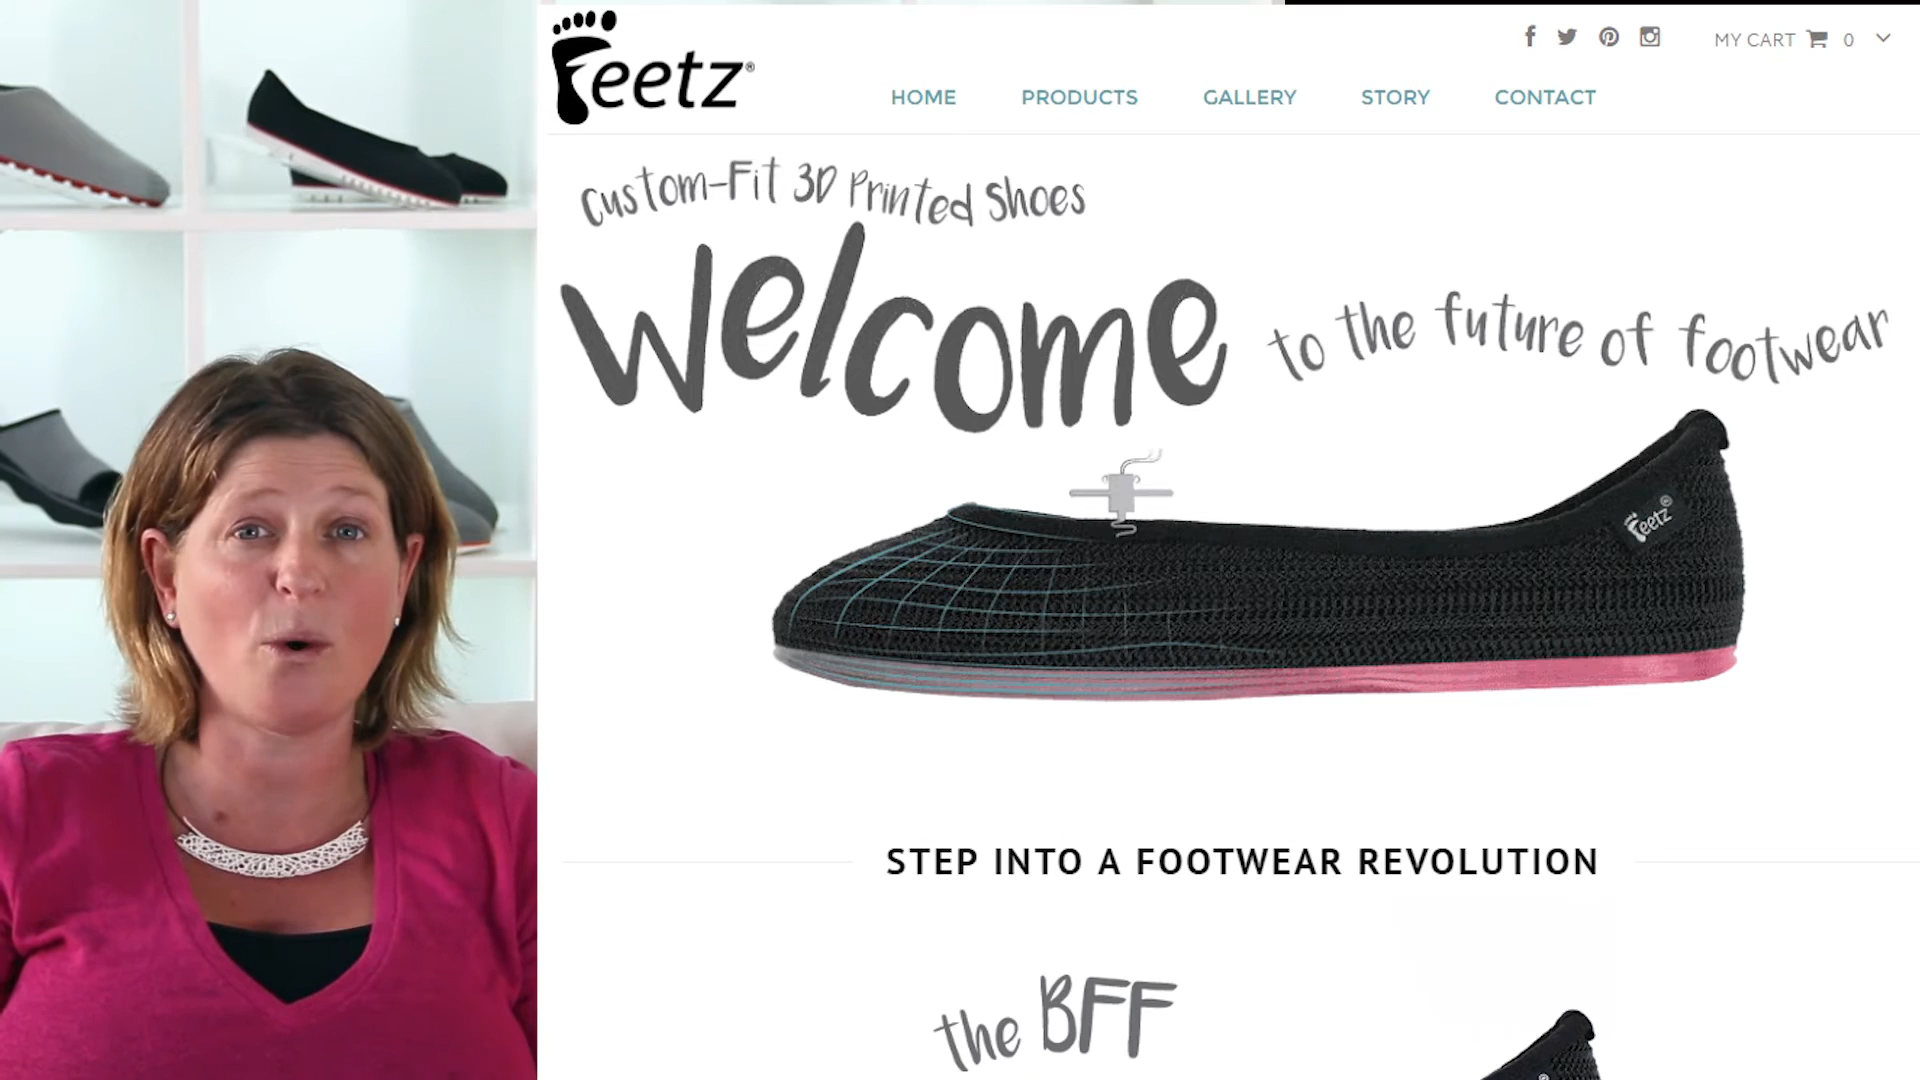 Feetz®
MY CART 0
HOME PRODUCTS GALLERY STORY CONTACT
Custom-Fit 3D Printed Shoes
Welcome to the future of footwear
Feetz®
STEP INTO A FOOTWEAR REVOLUTION
the BFF